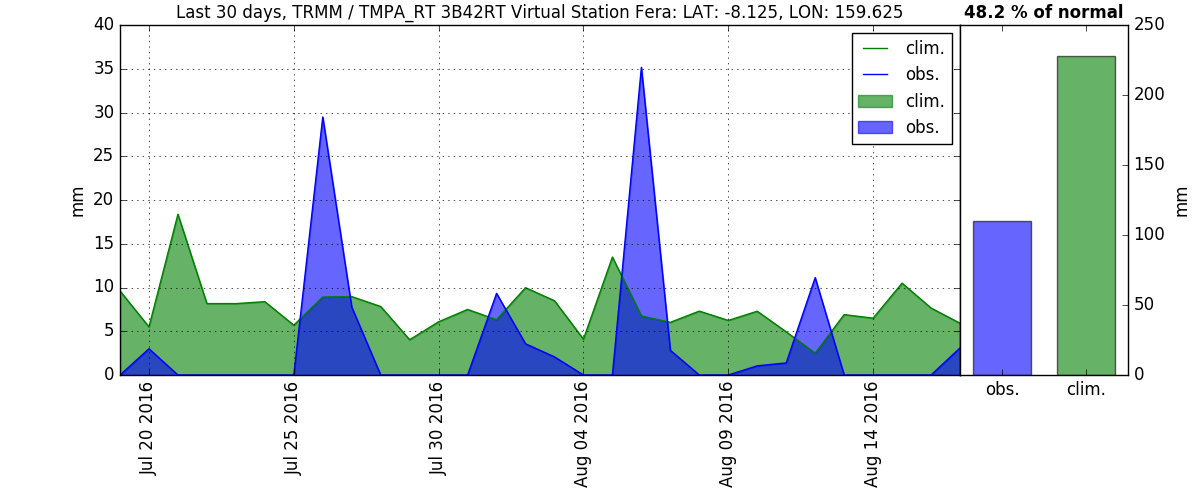 Last 30 days, TRMM / TMPA_RT 3B42RT Virtual Station Fera: LAT: -8.125, LON: 159.625
48.2 % of normal
40
35
30
25
20
15
10
5
0
mm
clim.
obs.
clim.
obs.
Jul 20 2016
Jul 25 2016
Jul 30 2016
Aug 04 2016
Aug 09 2016
Aug 14 2016
250
200
150
100
50
0
mm
obs.
clim.